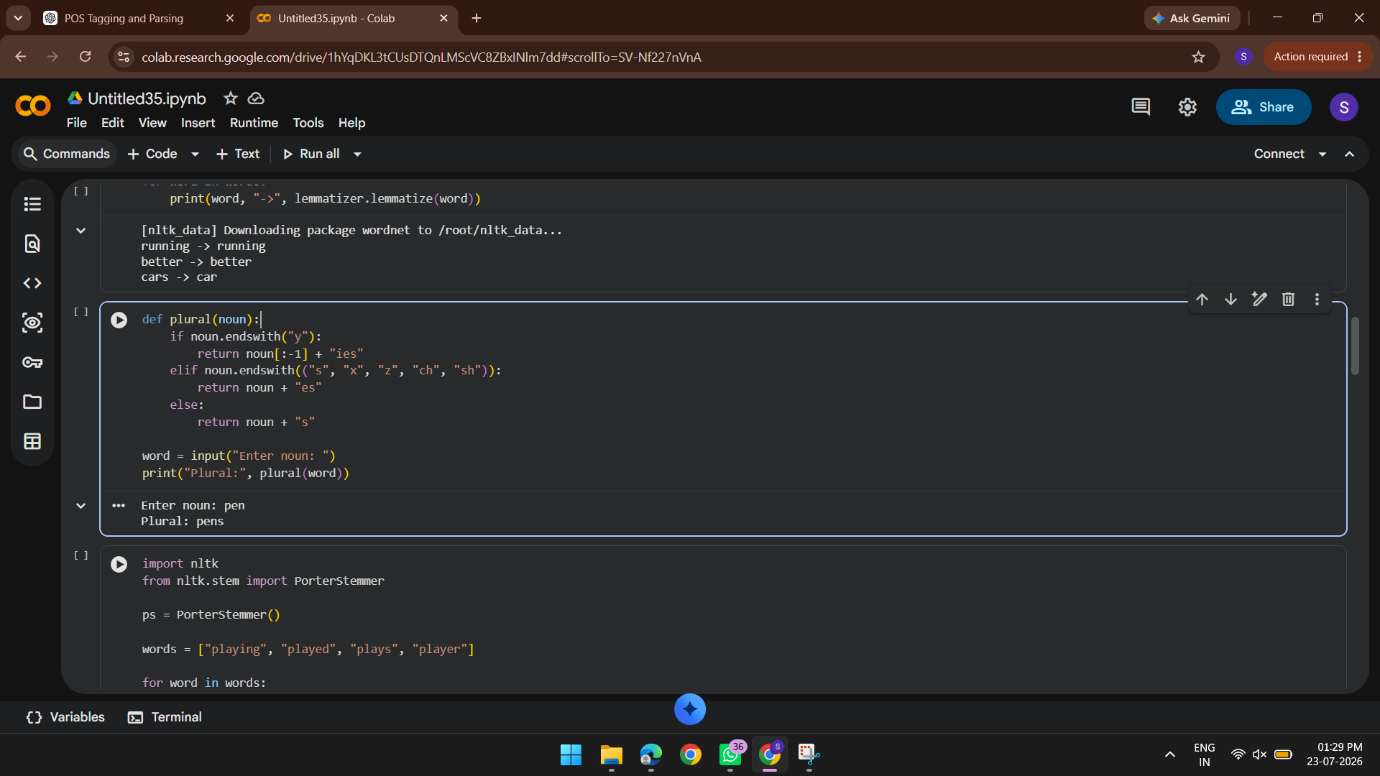 POS Tagging and Parsing
Untitled35.ipynb - Colab
Ask Gemini
colab.research.google.com/drive/1hYqDKL3tCUsDTQnLMScVC8ZBxINlm7dd#scrollTo=SV-Nf227nVnA
S
Action required
CO
Untitled35.ipynb
File Edit View Insert Runtime Tools Help
Share
S
Commands + Code + Text Run all
Connect
[ ]
print(word, "->", lemmatizer.lemmatize(word))
[nltk_data] Downloading package wordnet to /root/nltk_data...
running -> running
better -> better
cars -> car
[ ]
def plural(noun):
    if noun.endswith("y"):
        return noun[:-1] + "ies"
    elif noun.endswith(("s", "x", "z", "ch", "sh")):
        return noun + "es"
    else:
        return noun + "s"
word = input("Enter noun: ")
print("Plural:", plural(word))
Enter noun: pen
Plural: pens
[ ]
import nltk
from nltk.stem import PorterStemmer
ps = PorterStemmer()
words = ["playing", "played", "plays", "player"]
for word in words:
Variables
Terminal
36
S
ENG
IN
01:29 PM
23-07-2026